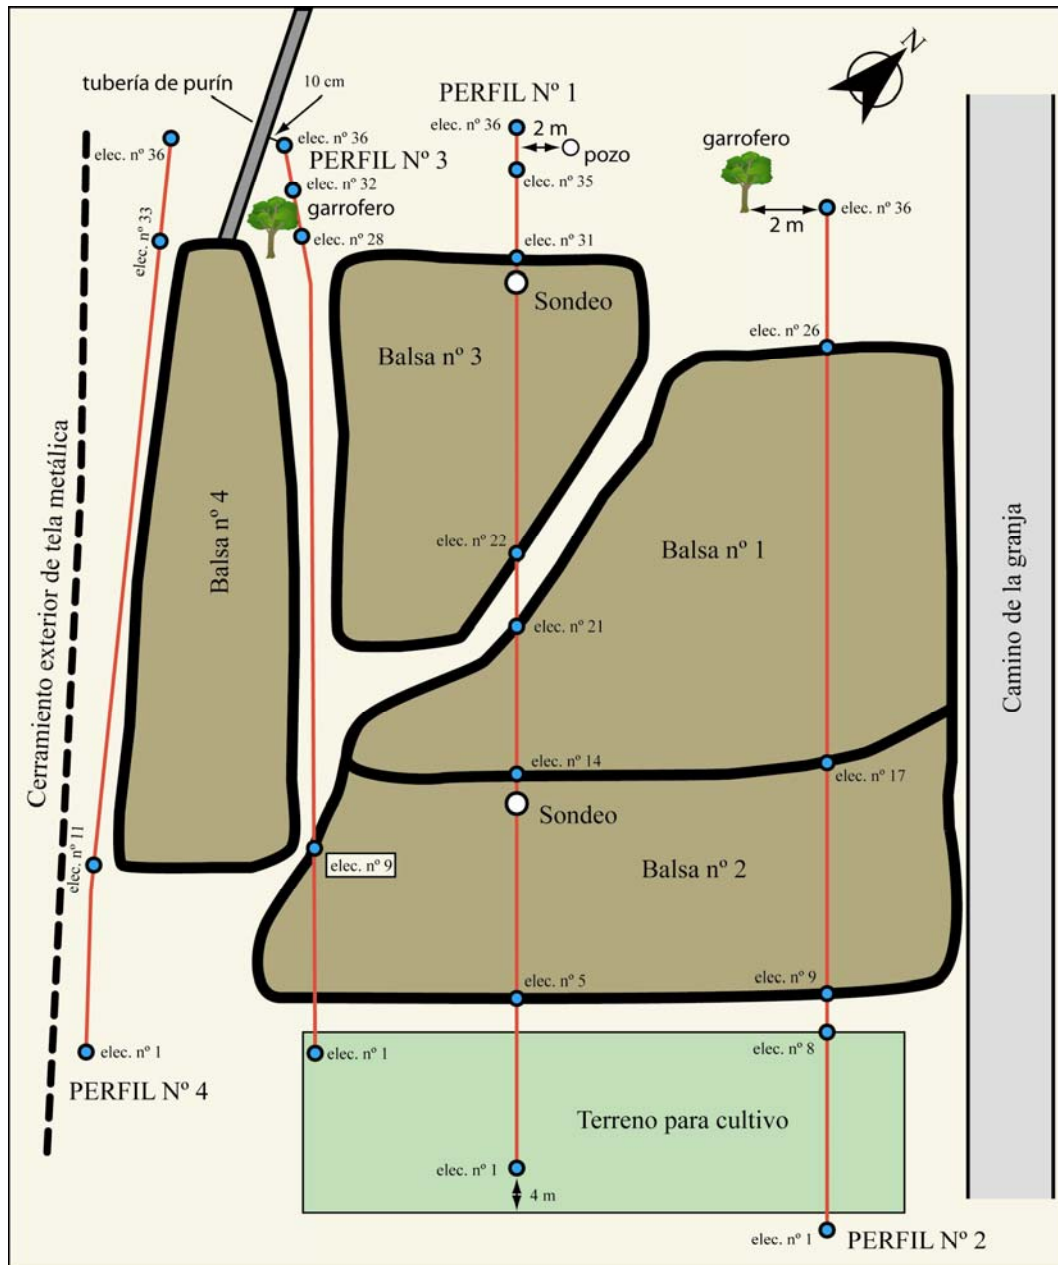 N
tubería de purín
10 cm
PERFIL Nº 1
elec. nº 36
2 m
pozo
elec. nº 35
garrofero
elec. nº 36
2 m
elec. nº 36
elec. nº 36
PERFIL Nº 3
elec. nº 32
garrofero
elec. nº 28
elec. nº 33
elec. nº 31
Sondeo
Balsa nº 3
elec. nº 26
Cerramiento exterior de tela metálica
Balsa nº 4
elec. nº 22
Balsa nº 1
Camino de la granja
elec. nº 21
elec. nº 14
elec. nº 17
Sondeo
elec. nº 11
elec. nº 9
Balsa nº 2
elec. nº 5
elec. nº 9
elec. nº 1
PERFIL Nº 4
elec. nº 1
elec. nº 8
Terreno para cultivo
elec. nº 1
4 m
elec. nº 1
PERFIL Nº 2